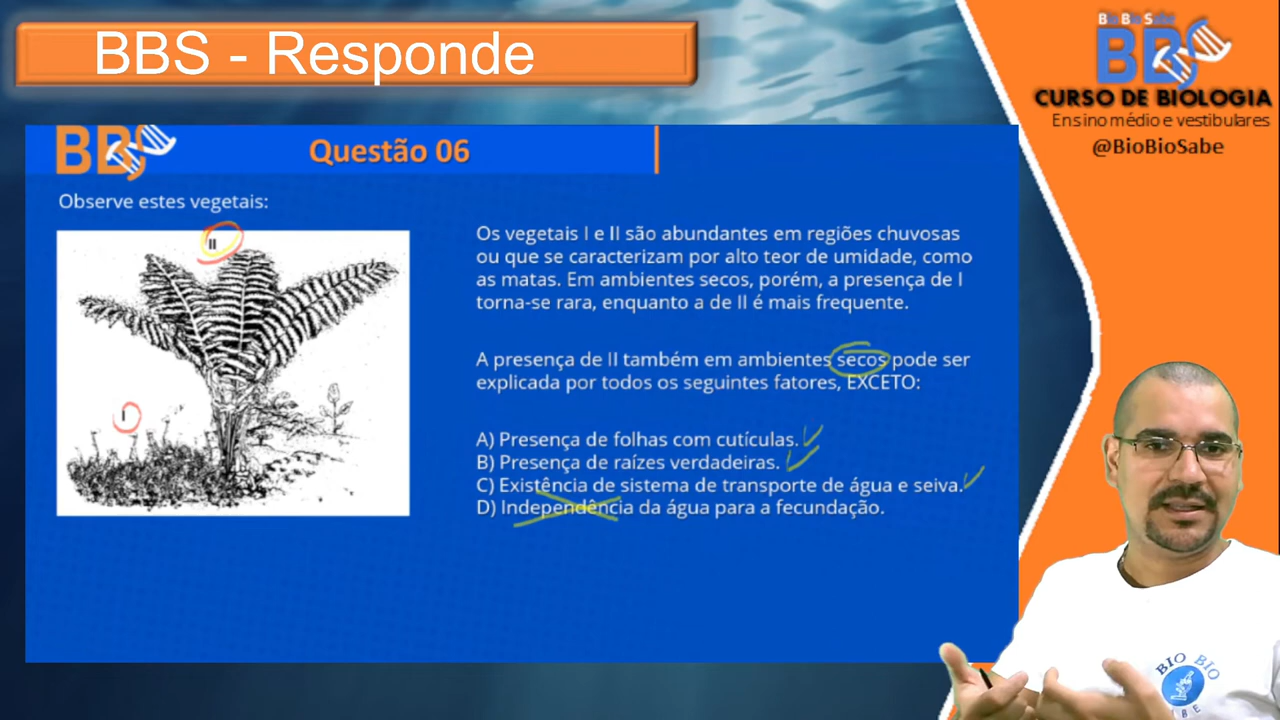 BBS - Responde
Bio Bio Sabe
BBS
CURSO DE BIOLOGIA
Ensino médio e vestibulares
@BioBioSabe
BBS
Questão 06
Observe estes vegetais:
II
I
Os vegetais I e II são abundantes em regiões chuvosas
ou que se caracterizam por alto teor de umidade, como
as matas. Em ambientes secos, porém, a presença de I
torna-se rara, enquanto a de II é mais frequente.
A presença de II também em ambientes secos pode ser
explicada por todos os seguintes fatores, EXCETO:
A) Presença de folhas com cutículas.
B) Presença de raízes verdadeiras.
C) Existência de sistema de transporte de água e seiva.
D) Independência da água para a fecundação.
BIO BIO